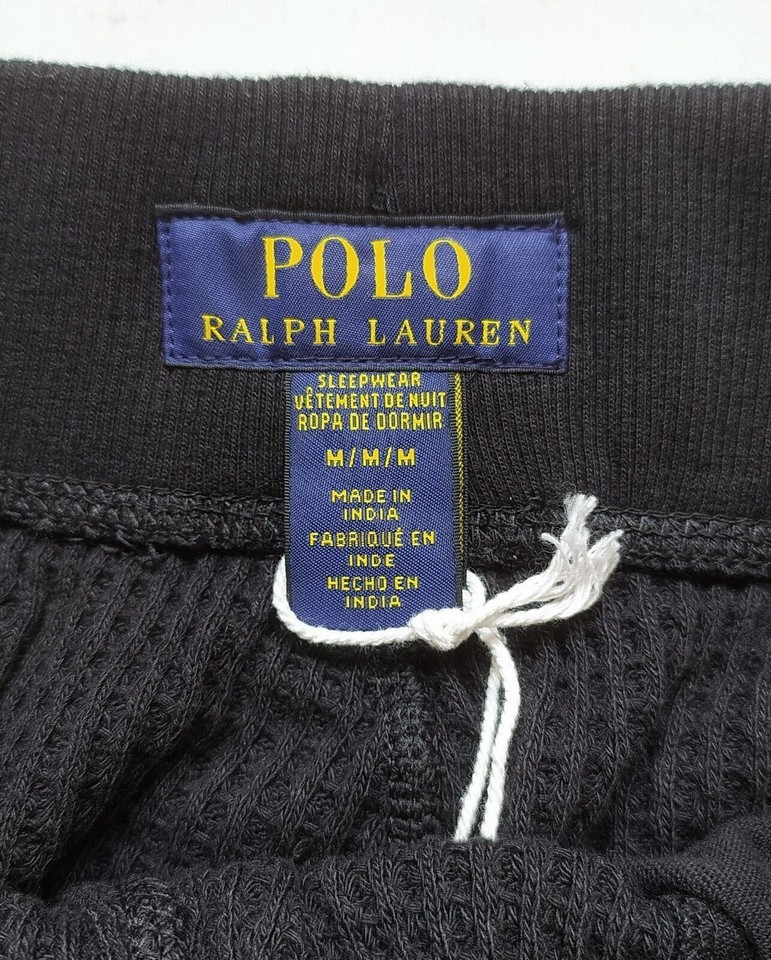 POLO
RALPH LAUREN
SLEEPWEAR
VÊTEMENT DE NUIT
ROPA DE DORMIR
M/M/M
MADE IN
INDIA
FABRIQUÉ EN
INDE
HECHO EN
INDIA